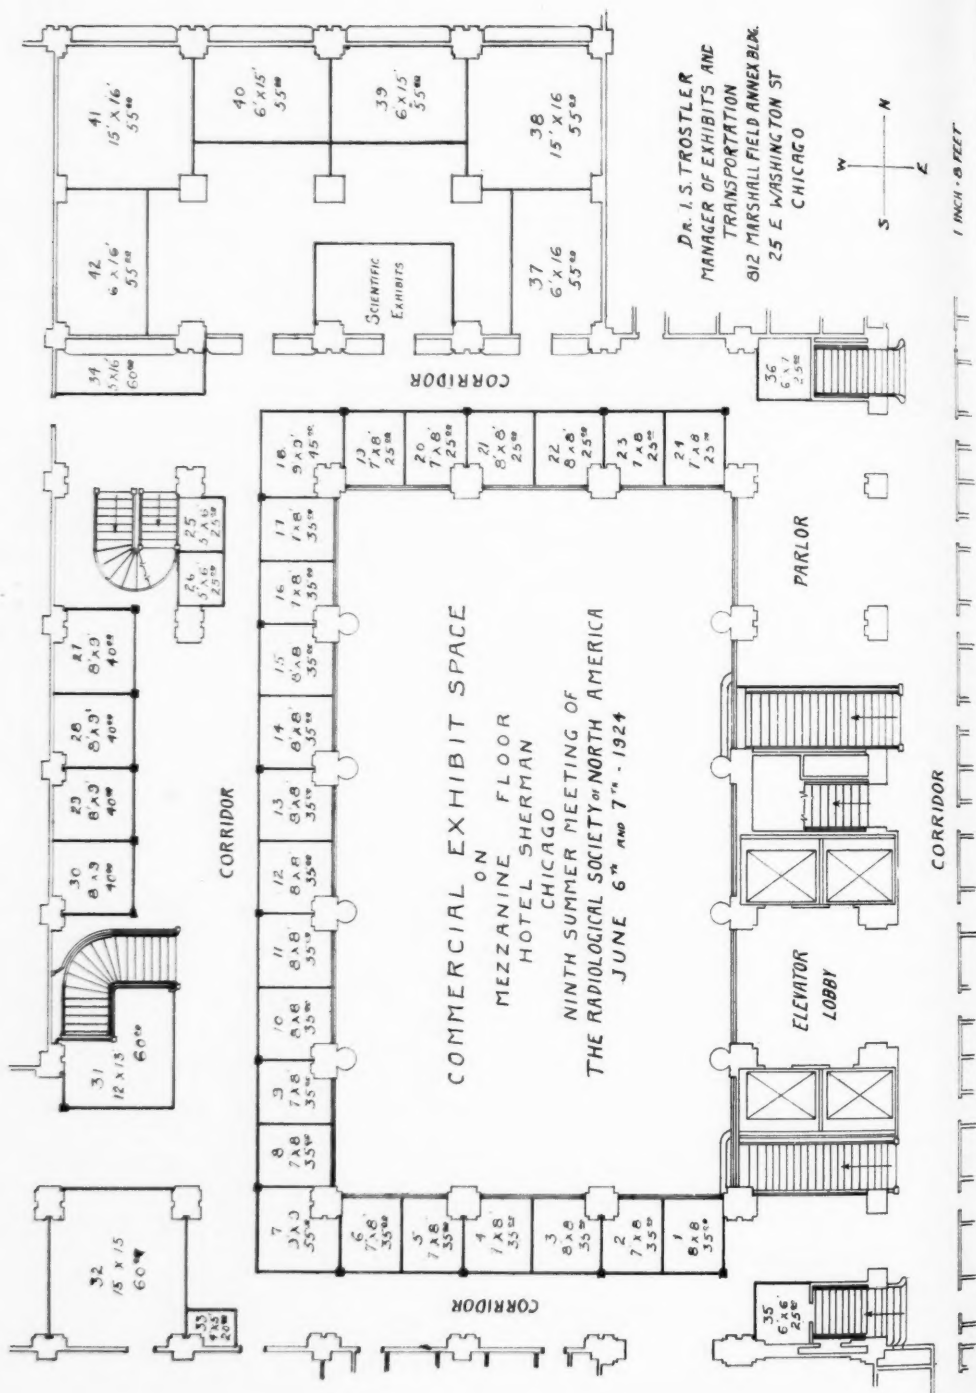 COMMERCIAL EXHIBIT SPACE
ON
MEZZANINE FLOOR
HOTEL SHERMAN
CHICAGO
NINTH SUMMER MEETING OF
THE RADIOLOGICAL SOCIETY OF NORTH AMERICA
JUNE 6TH AND 7TH - 1924
DR. I. S. TROSTLER
MANAGER OF EXHIBITS AND
TRANSPORTATION
812 MARSHALL FIELD ANNEX BLDG.
25 E WASHINGTON ST
CHICAGO
W
N
S
E
1 INCH = 8 FEET
41
15' X 16'
55 00
40
6' X 15'
55 00
39
6' X 15'
55 00
38
15' X 16
55 00
42
6 X 16'
55 00
SCIENTIFIC
EXHIBITS
37
6' X 16
55 00
34
X 16'
60 00
CORRIDOR
36
6 X 7
25 00
18
9' X 9'
45 00
19
7' X 8'
25 00
20
7' X 8'
25 00
21
8' X 8'
25 00
22
8 X 8'
25 00
23
7 X 8
25 00
24
7' X 8
25 00
25
5' X 6'
25 00
26
5' X 6'
25 00
17
7 X 8'
35 00
16
7 X 8'
35 00
15
8' X 8
35 00
14
8' X 8'
35 00
13
8' X 8
35 00
12
8 X 8'
35 00
11
8 X 8'
35 00
10
8 X 8
35 00
9
7 X 8'
35 00
8
7 X 8
35 00
7
9 X 9
55 00
6
7' X 8'
35 00
5
7 X 8'
35 00
4
7 X 8'
35 00
3
8' X 8
35 00
2
7 X 8
35 00
1
8 X 8
35 00
27
8' X 9'
40 00
28
8' X 9'
40 00
29
8' X 9'
40 00
30
8 X 9
40 00
31
12 X 13'
60 00
32
15 X 15
60 00
33
4' X 5'
20 00
35
6' X 6'
25 00
CORRIDOR
CORRIDOR
CORRIDOR
PARLOR
ELEVATOR
LOBBY